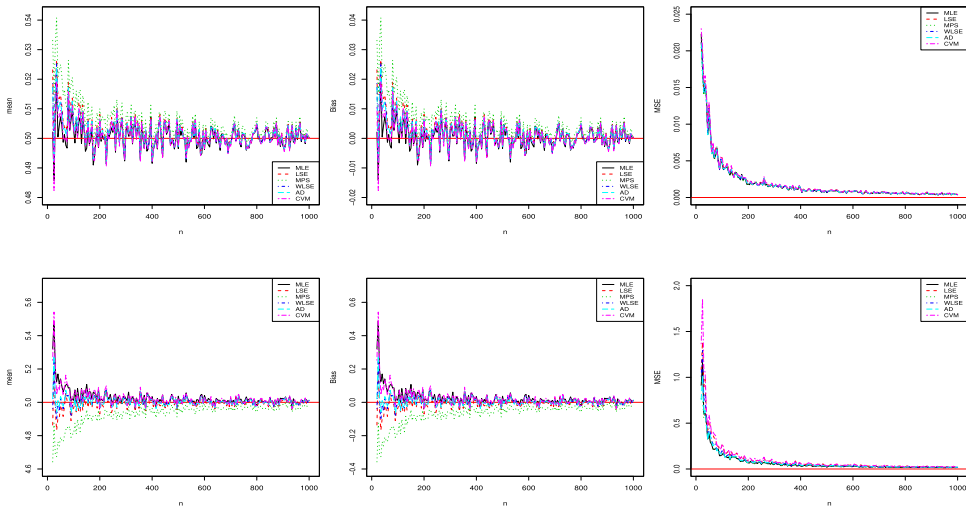 mean
0.48 0.49 0.50 0.51 0.52 0.53 0.54
0 200 400 600 800 1000
n
MLE
LSE
MPS
WLSE
AD
CVM
Bias
-0.02 -0.01 0.00 0.01 0.02 0.03 0.04
0 200 400 600 800 1000
n
MLE
LSE
MPS
WLSE
AD
CVM
MSE
0.000 0.005 0.010 0.015 0.020 0.025
0 200 400 600 800 1000
n
MLE
LSE
MPS
WLSE
AD
CVM
mean
4.6 4.8 5.0 5.2 5.4 5.6
0 200 400 600 800 1000
n
MLE
LSE
MPS
WLSE
AD
CVM
Bias
-0.4 -0.2 0.0 0.2 0.4 0.6
0 200 400 600 800 1000
n
MLE
LSE
MPS
WLSE
AD
CVM
MSE
0.0 0.5 1.0 1.5 2.0
0 200 400 600 800 1000
n
MLE
LSE
MPS
WLSE
AD
CVM